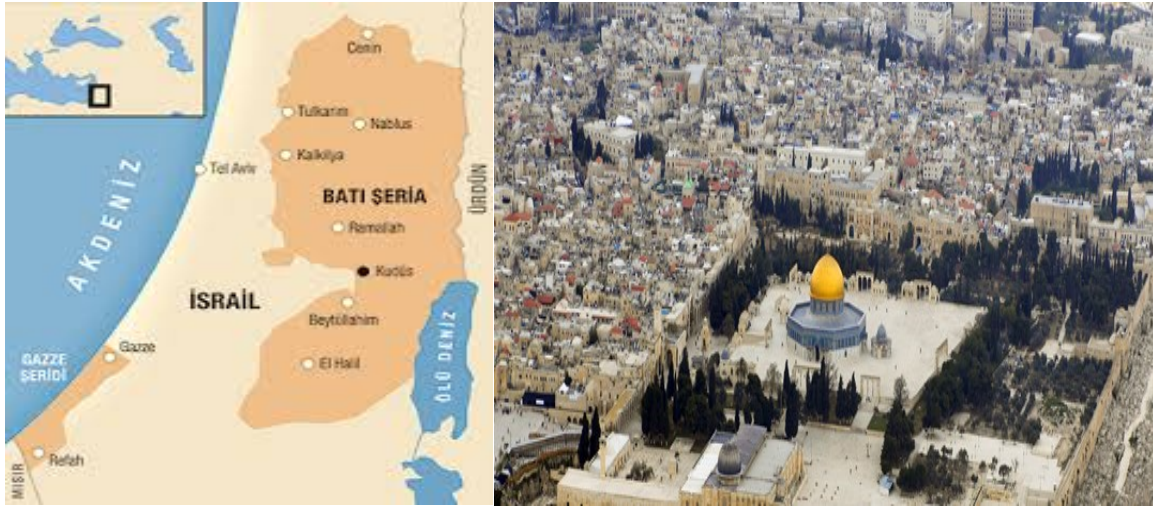 Cenin
Tulkarim
Nablus
Kalkilya
Tel Aviv
BATI ŞERİA
ÜRDÜN
AKDENİZ
Ramallah
Kudüs
İSRAİL
Beytüllahim
ÖLÜ DENİZ
Gazze
GAZZE
ŞERİDİ
El Halil
Refah
MISIR